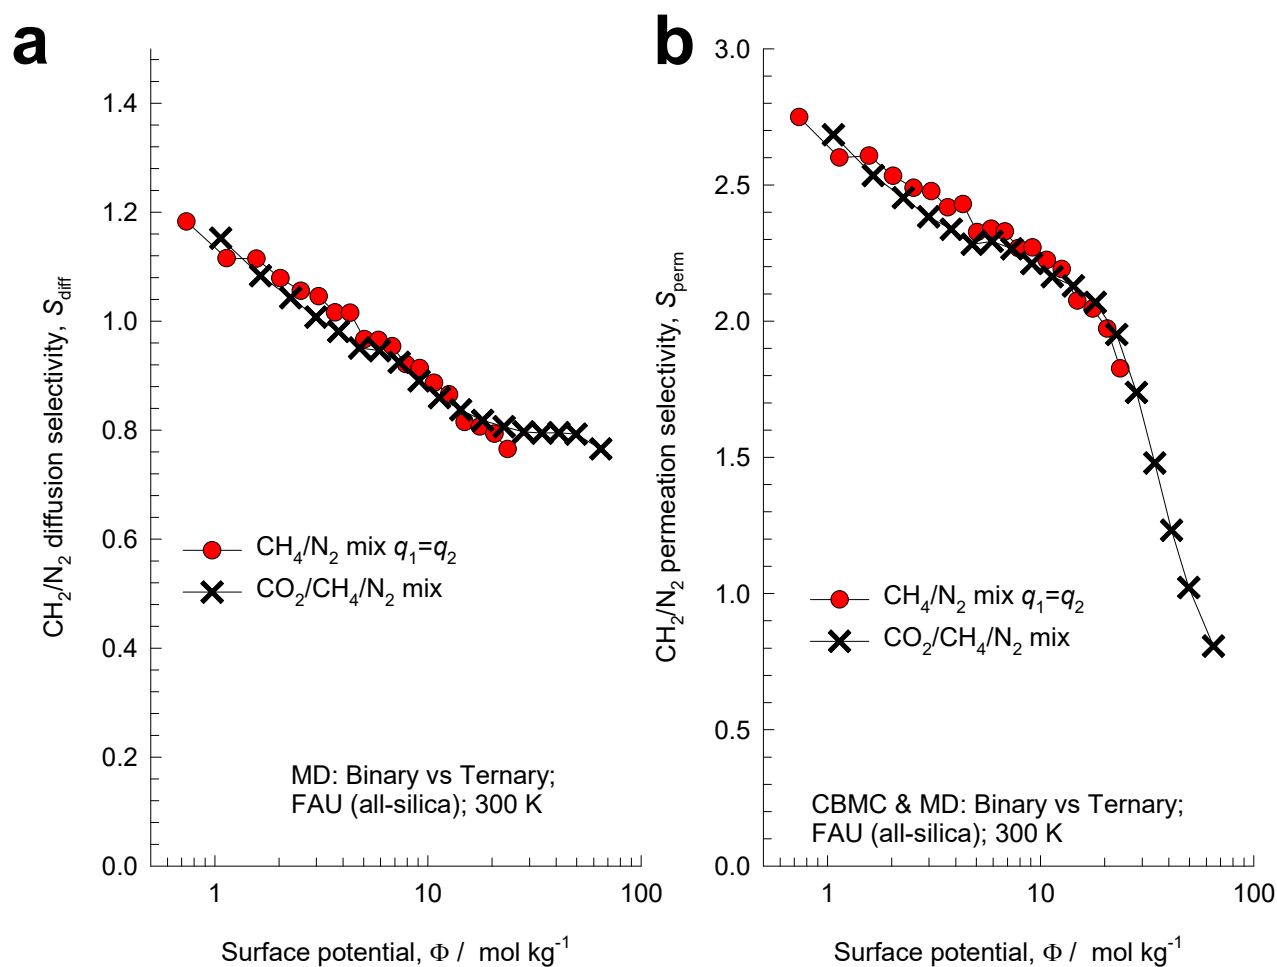 a
1.4
1.2
1.0
0.8
0.6
0.4
0.2
0.0
CH2/N2 diffusion selectivity, Sdiff
CH4/N2 mix q1=q2
CO2/CH4/N2 mix
MD: Binary vs Ternary;
FAU (all-silica); 300 K
1 10 100
Surface potential, Φ / mol kg-1
b
3.0
2.5
2.0
1.5
1.0
0.5
0.0
CH2/N2 permeation selectivity, Sperm
CH4/N2 mix q1=q2
CO2/CH4/N2 mix
CBMC & MD: Binary vs Ternary;
FAU (all-silica); 300 K
1 10 100
Surface potential, Φ / mol kg-1